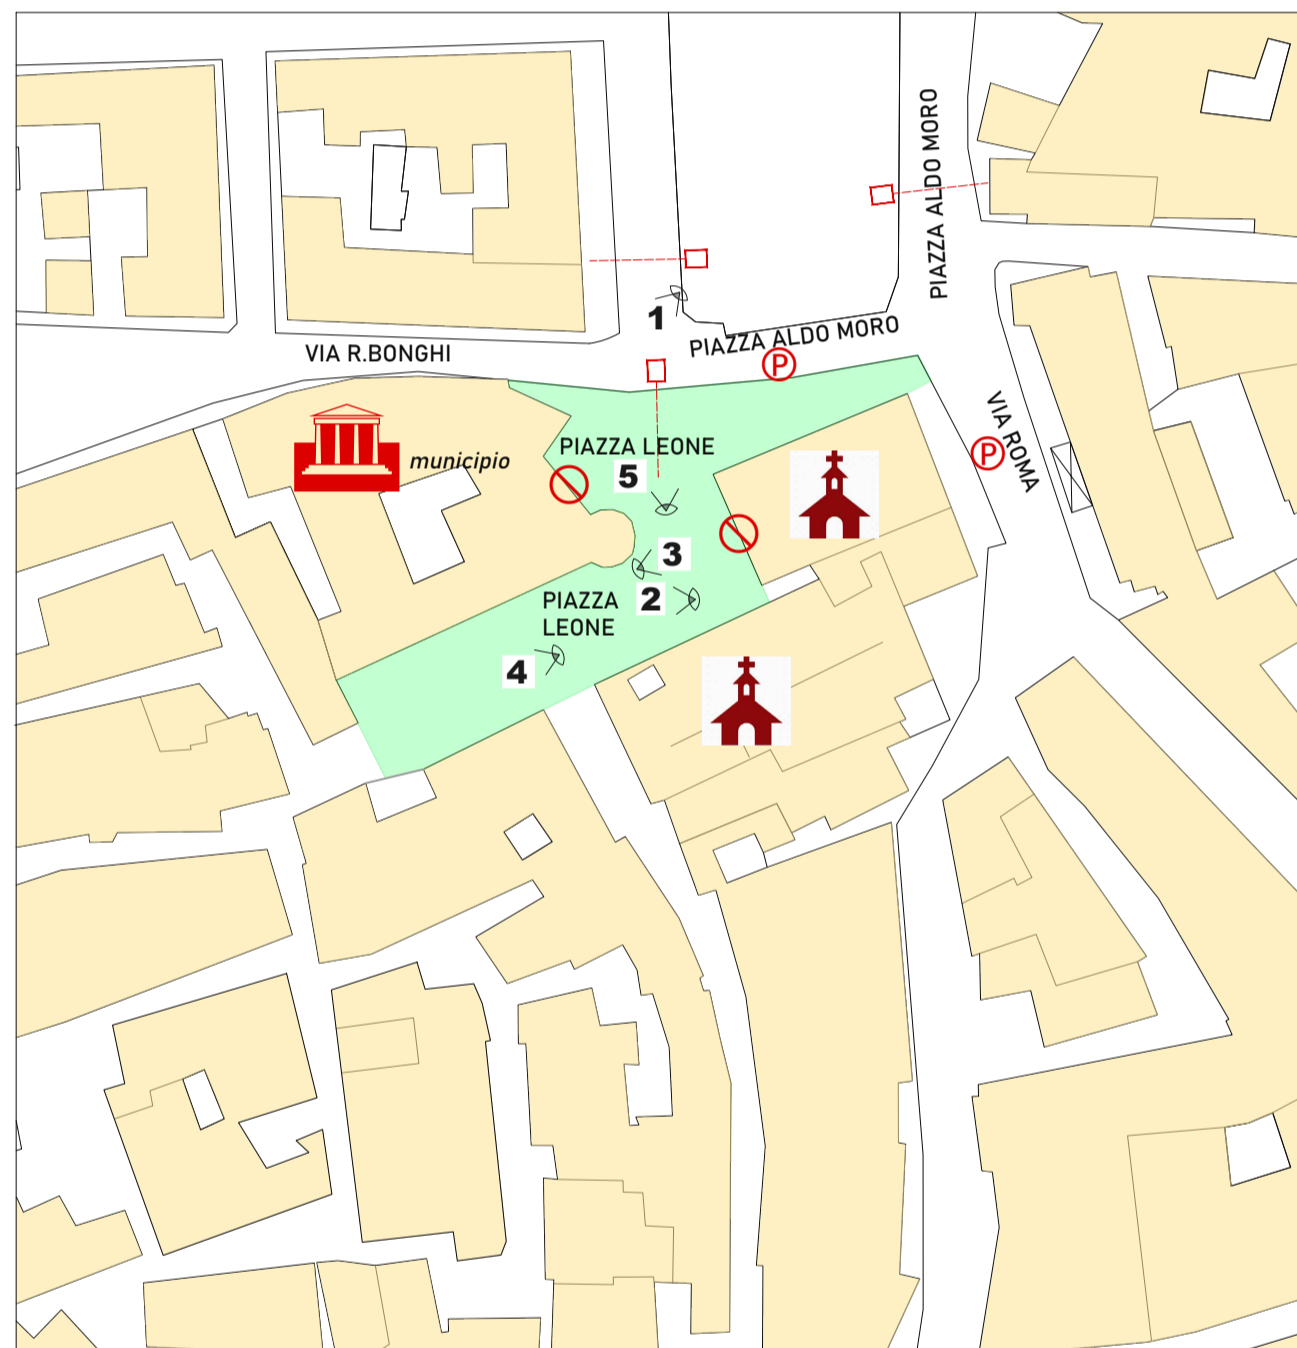 PIAZZA ALDO MORO
1
PIAZZA ALDO MORO
P
VIA R.BONGHI
VIA ROMA
P
municipio
PIAZZA LEONE
5
3
2
PIAZZA
LEONE
4